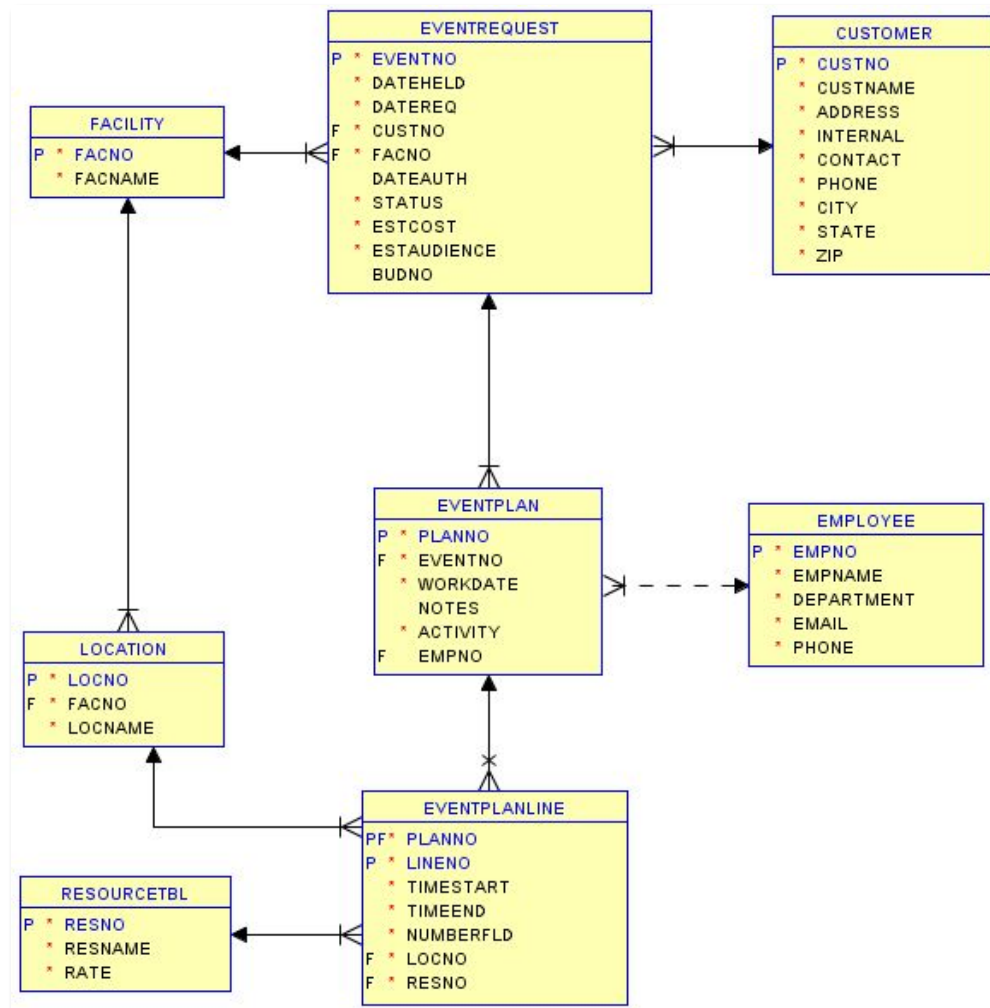 EVENTREQUEST
P * EVENTNO
* DATEHELD
* DATEREQ
F * CUSTNO
F * FACNO
DATEAUTH
* STATUS
* ESTCOST
* ESTAUDIENCE
BUDNO
CUSTOMER
P * CUSTNO
* CUSTNAME
* ADDRESS
* INTERNAL
* CONTACT
* PHONE
* CITY
* STATE
* ZIP
FACILITY
P * FACNO
* FACNAME
EVENTPLAN
P * PLANNO
F * EVENTNO
* WORKDATE
NOTES
* ACTIVITY
F EMPNO
EMPLOYEE
P * EMPNO
* EMPNAME
* DEPARTMENT
* EMAIL
* PHONE
LOCATION
P * LOCNO
F * FACNO
* LOCNAME
EVENTPLANLINE
PF* PLANNO
P * LINENO
* TIMESTART
* TIMEEND
* NUMBERFLD
F * LOCNO
F * RESNO
RESOURCETBL
P * RESNO
* RESNAME
* RATE